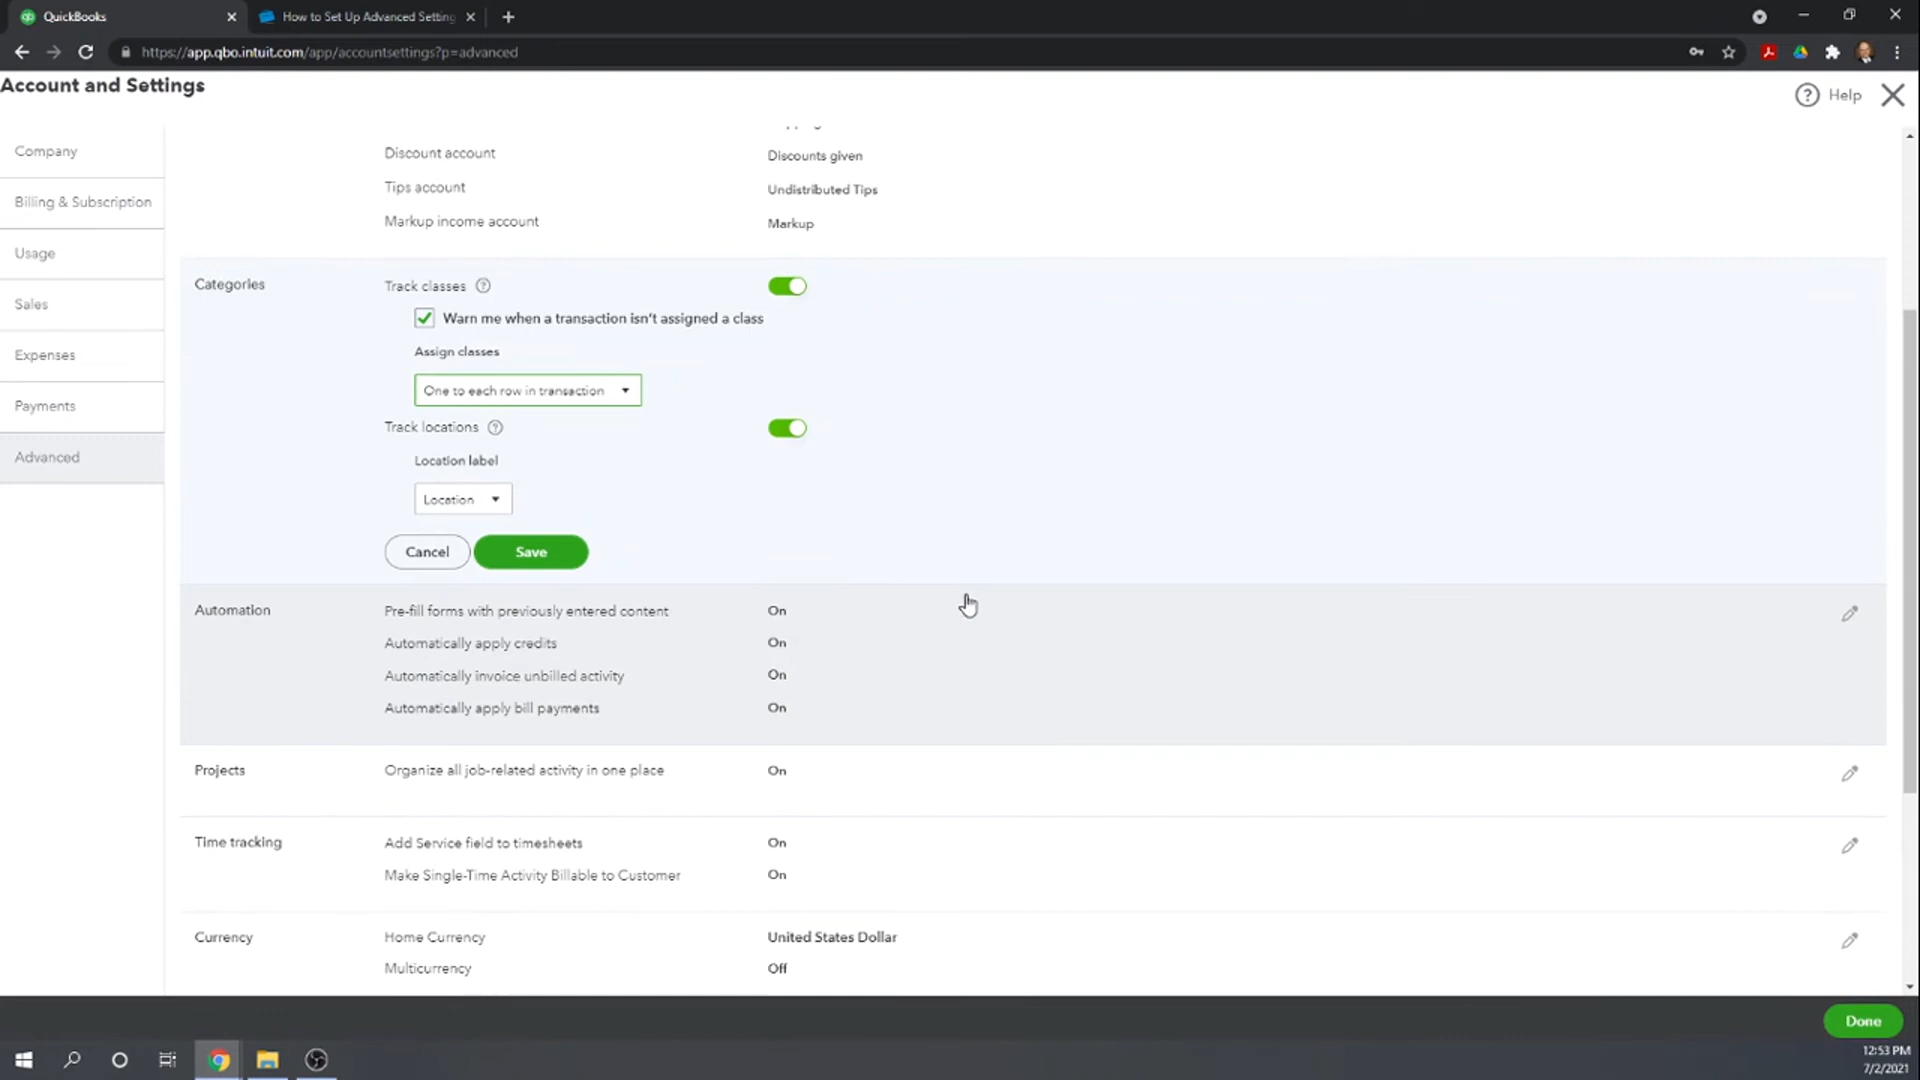 QuickBooks
How to Set Up Advanced Setting
https://app.qbo.intuit.com/app/accountsettings?p=advanced
Account and Settings
Help
Company
Billing & Subscription
Usage
Sales
Expenses
Payments
Advanced
Discount account
Discounts given
Tips account
Undistributed Tips
Markup income account
Markup
Categories
Track classes
Warn me when a transaction isn't assigned a class
Assign classes
One to each row in transaction
Track locations
Location label
Location
Cancel
Save
Automation
Pre-fill forms with previously entered content
On
Automatically apply credits
On
Automatically invoice unbilled activity
On
Automatically apply bill payments
On
Projects
Organize all job-related activity in one place
On
Time tracking
Add Service field to timesheets
On
Make Single-Time Activity Billable to Customer
On
Currency
Home Currency
United States Dollar
Multicurrency
Off
Done
12:53 PM
7/2/2021